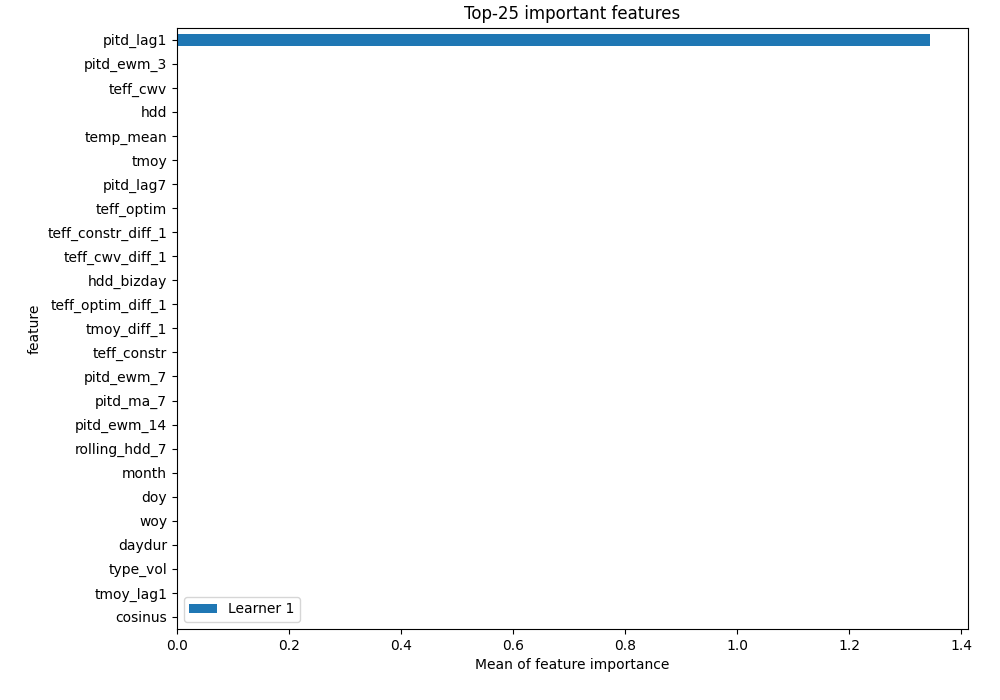 Top-25 important features
pitd_lag1
pitd_ewm_3
teff_cwv
hdd
temp_mean
tmoy
pitd_lag7
teff_optim
teff_constr_diff_1
teff_cwv_diff_1
hdd_bizday
teff_optim_diff_1
tmoy_diff_1
teff_constr
pitd_ewm_7
pitd_ma_7
pitd_ewm_14
rolling_hdd_7
month
doy
woy
daydur
type_vol
tmoy_lag1
cosinus
feature
Learner 1
0.0 0.2 0.4 0.6 0.8 1.0 1.2 1.4
Mean of feature importance